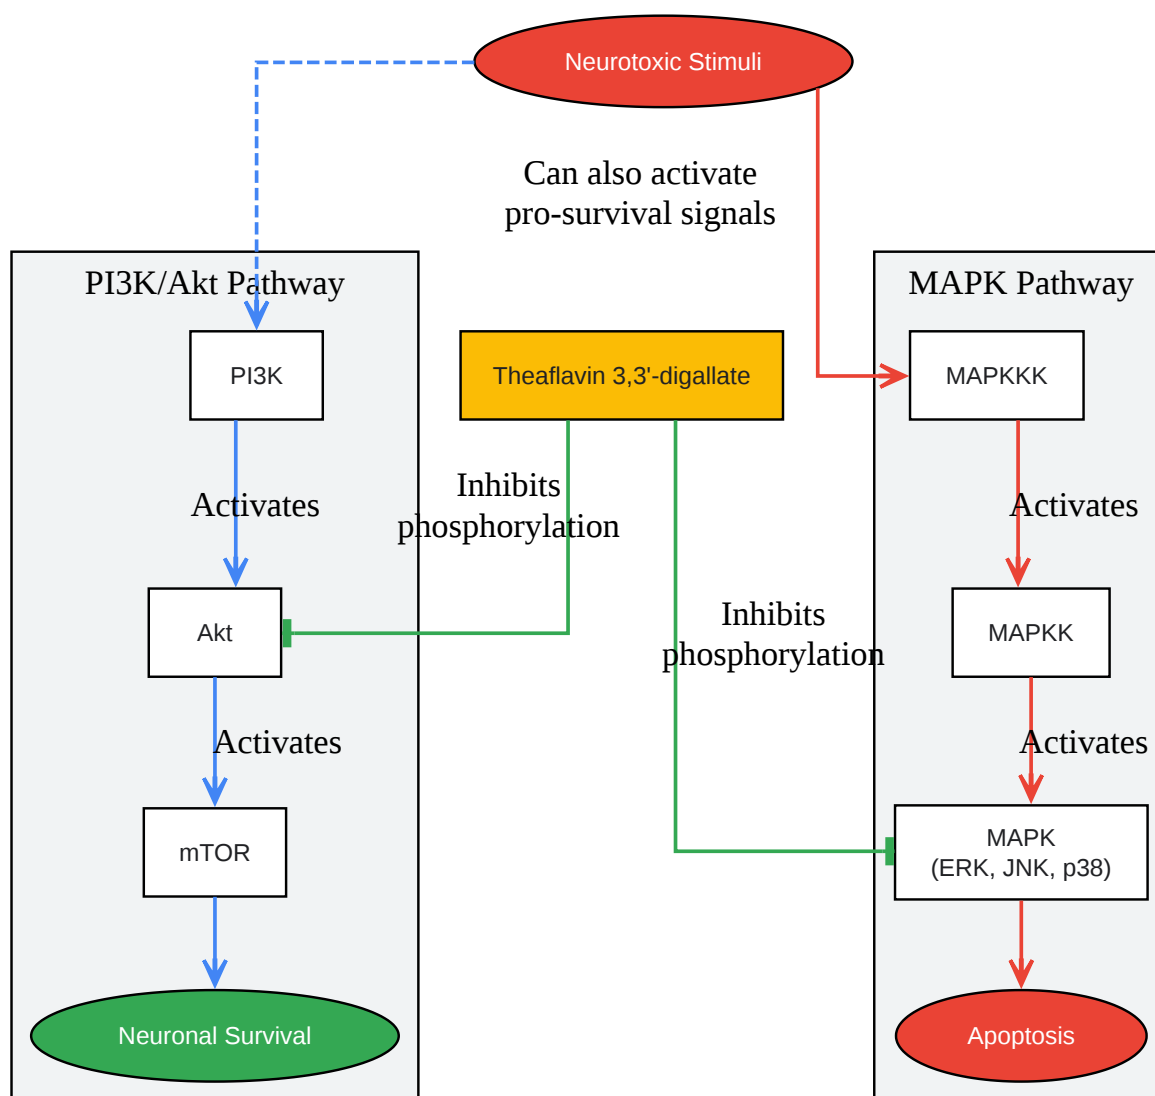 Neurotoxic Stimuli
Can also activate
pro-survival signals
PI3K/Akt Pathway
MAPK Pathway
PI3K
Theaflavin 3,3'-digallate
MAPKKK
Activates
Inhibits
phosphorylation
Activates
Akt
Inhibits
phosphorylation
MAPKK
Activates
Activates
mTOR
MAPK
(ERK, JNK, p38)
Neuronal Survival
Apoptosis